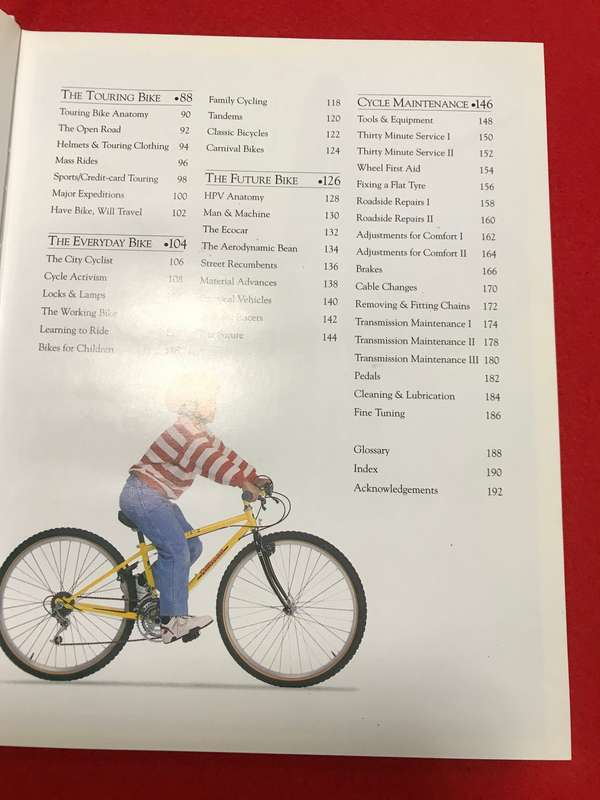 THE TOURING BIKE •88
Touring Bike Anatomy 90
The Open Road 92
Helmets & Touring Clothing 94
Mass Rides 96
Sports/Credit-card Touring 98
Major Expeditions 100
Have Bike, Will Travel 102
THE EVERYDAY BIKE •104
The City Cyclist 106
Cycle Activism 108
Locks & Lamps
The Working Bike
Learning to Ride
Bikes for Children
Family Cycling 118
Tandems 120
Classic Bicycles 122
Carnival Bikes 124
THE FUTURE BIKE •126
HPV Anatomy 128
Man & Machine 130
The Ecocar 132
The Aerodynamic Bean 134
Street Recumbents 136
Material Advances 138
Vehicles 140
Racers 142
Future 144
CYCLE MAINTENANCE •146
Tools & Equipment 148
Thirty Minute Service I 150
Thirty Minute Service II 152
Wheel First Aid 154
Fixing a Flat Tyre 156
Roadside Repairs I 158
Roadside Repairs II 160
Adjustments for Comfort I 162
Adjustments for Comfort II 164
Brakes 166
Cable Changes 170
Removing & Fitting Chains 172
Transmission Maintenance I 174
Transmission Maintenance II 178
Transmission Maintenance III 180
Pedals 182
Cleaning & Lubrication 184
Fine Tuning 186
Glossary 188
Index 190
Acknowledgements 192